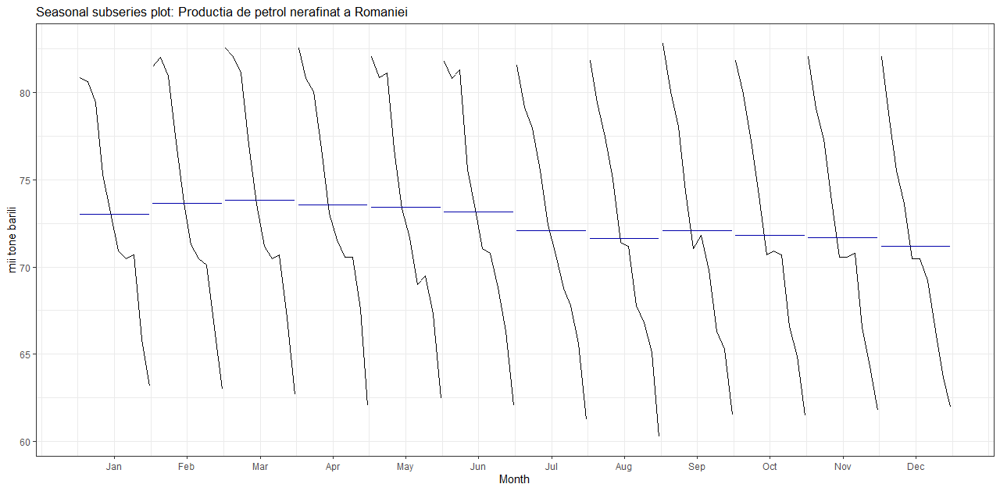 Seasonal subseries plot: Productia de petrol nerafinat a Romaniei
mii tone barili
80
75
70
65
60
Jan Feb Mar Apr May Jun Jul Aug Sep Oct Nov Dec
Month